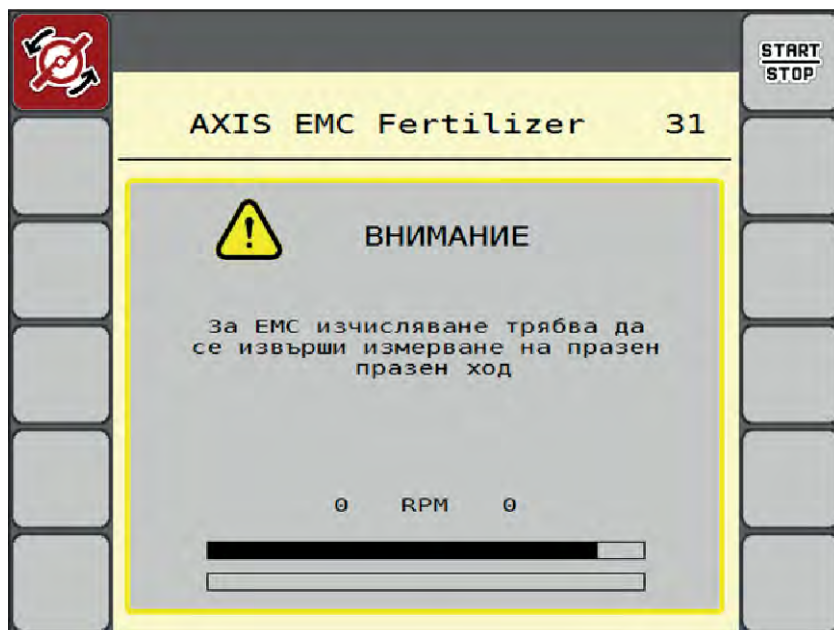 START
STOP
AXIS EMC Fertilizer 31
ВНИМАНИЕ
За EMC изчисляване трябва да
се извърши измерване на празен
празен ход
0 RPM 0